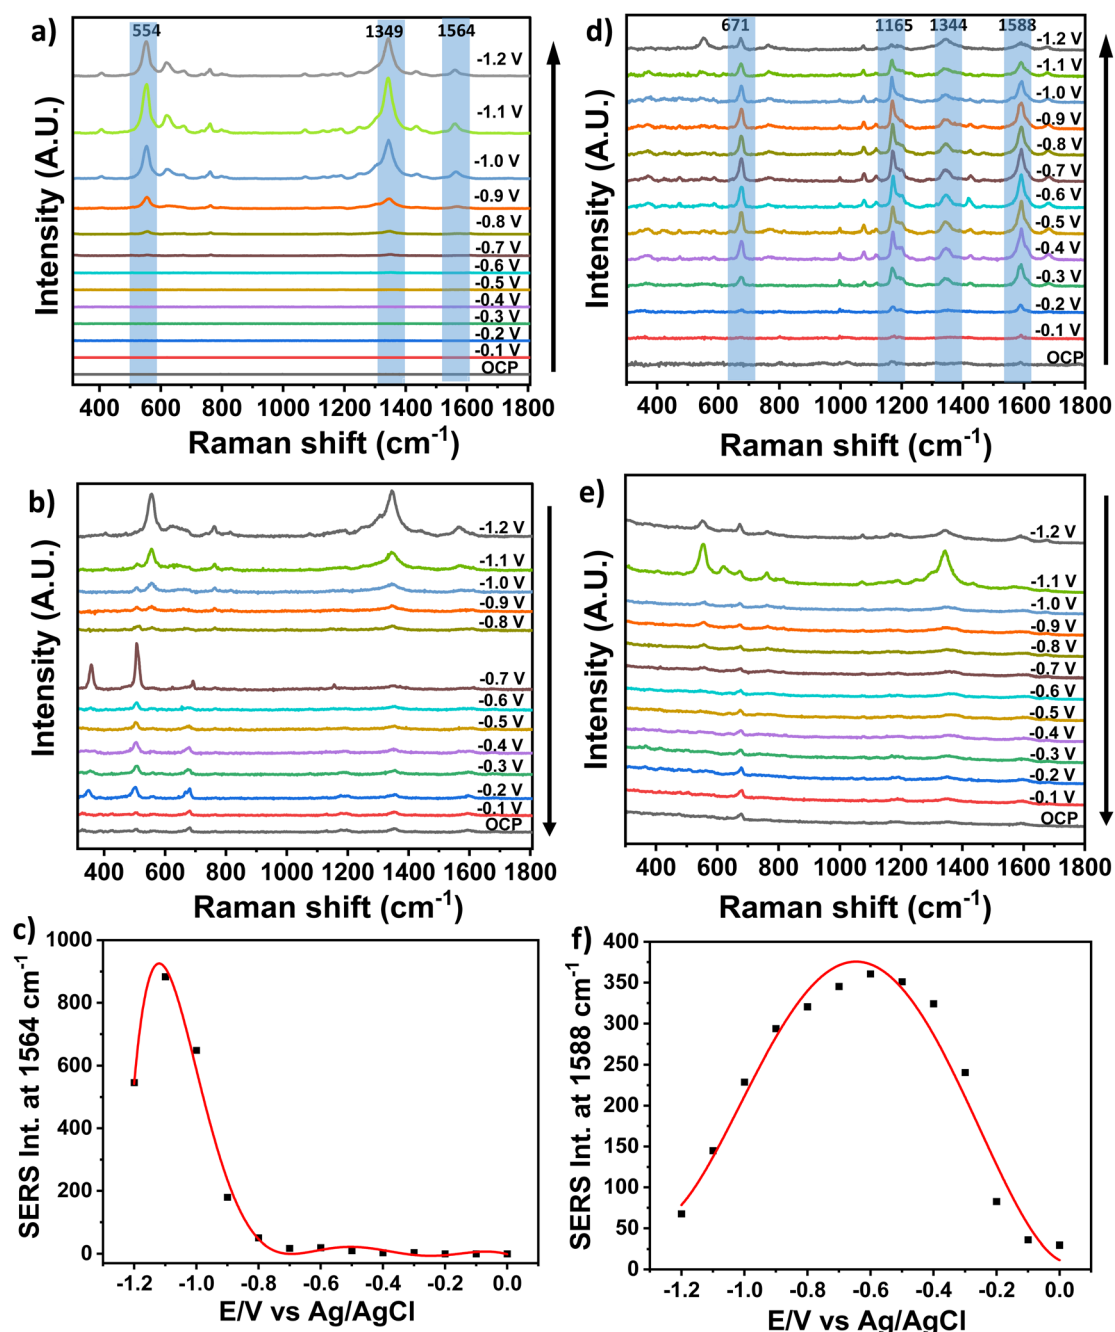 a)
554
1349
1564
-1.2 V
-1.1 V
-1.0 V
-0.9 V
-0.8 V
-0.7 V
-0.6 V
-0.5 V
-0.4 V
-0.3 V
-0.2 V
-0.1 V
OCP
Intensity (A.U.)
400 600 800 1000 1200 1400 1600 1800
Raman shift (cm⁻¹)
d)
671
1165
1344
1588
-1.2 V
-1.1 V
-1.0 V
-0.9 V
-0.8 V
-0.7 V
-0.6 V
-0.5 V
-0.4 V
-0.3 V
-0.2 V
-0.1 V
OCP
Intensity (A.U.)
400 600 800 1000 1200 1400 1600 1800
Raman shift (cm⁻¹)
b)
-1.2 V
-1.1 V
-1.0 V
-0.9 V
-0.8 V
-0.7 V
-0.6 V
-0.5 V
-0.4 V
-0.3 V
-0.2 V
-0.1 V
OCP
Intensity (A.U.)
400 600 800 1000 1200 1400 1600 1800
Raman shift (cm⁻¹)
e)
-1.2 V
-1.1 V
-1.0 V
-0.9 V
-0.8 V
-0.7 V
-0.6 V
-0.5 V
-0.4 V
-0.3 V
-0.2 V
-0.1 V
OCP
Intensity (A.U.)
400 600 800 1000 1200 1400 1600 1800
Raman shift (cm⁻¹)
c)
1000
800
600
400
200
0
SERS Int. at 1564 cm⁻¹
-1.2 -1.0 -0.8 -0.6 -0.4 -0.2 0.0
E/V vs Ag/AgCl
f)
400
350
300
250
200
150
100
50
0
SERS Int. at 1588 cm⁻¹
-1.2 -1.0 -0.8 -0.6 -0.4 -0.2 0.0
E/V vs Ag/AgCl